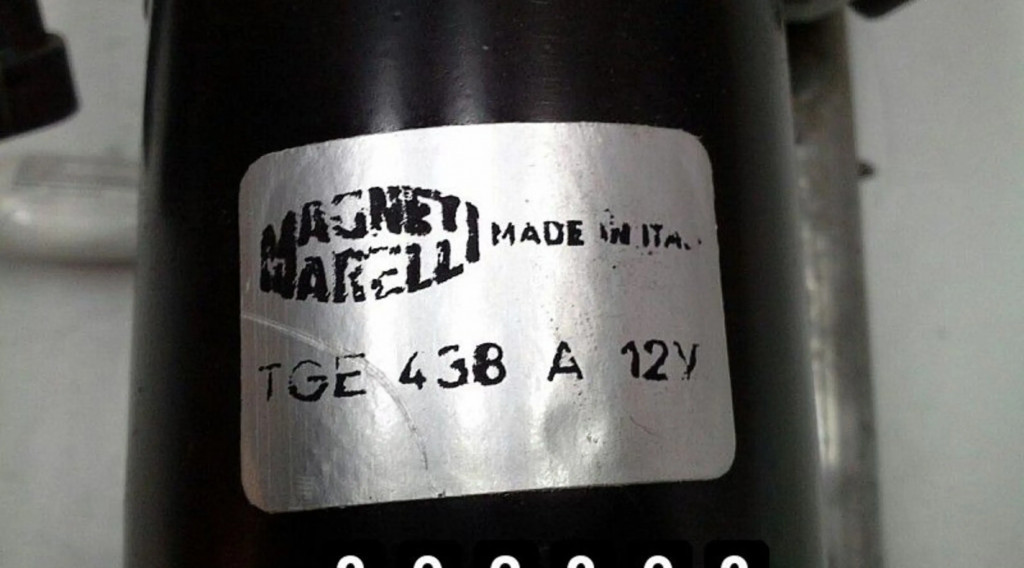 MAGNETI MARELLI MADE IN ITA
TGE 438 A 12V